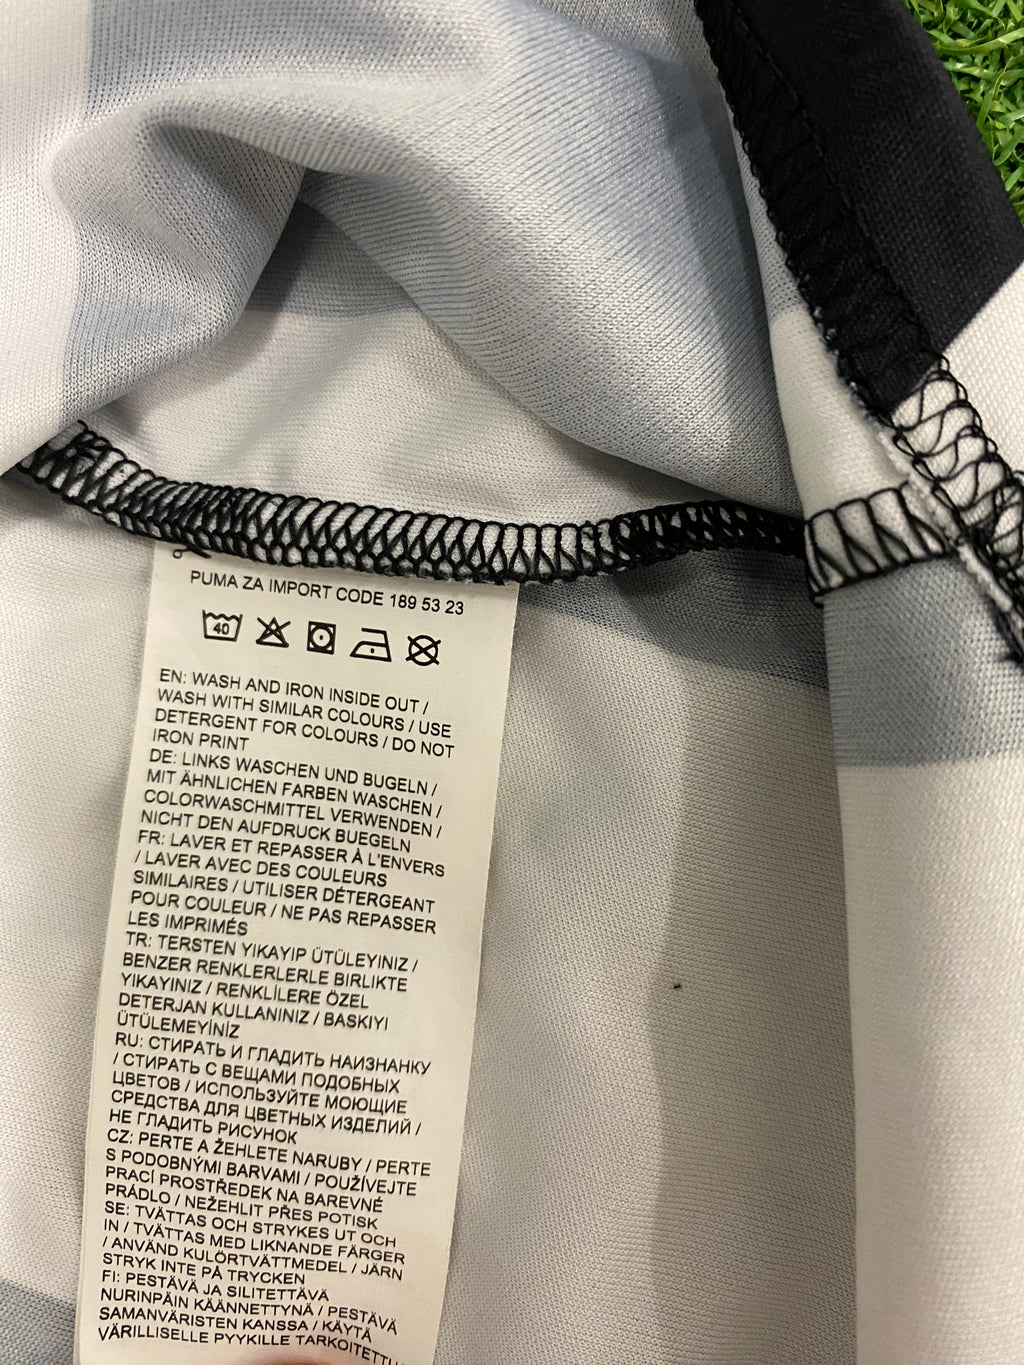 PUMA ZA IMPORT CODE 189 53 23
40
EN: WASH AND IRON INSIDE OUT /
WASH WITH SIMILAR COLOURS / USE
DETERGENT FOR COLOURS / DO NOT
IRON PRINT
DE: LINKS WASCHEN UND BUGELN /
MIT ÄHNLICHEN FARBEN WASCHEN /
COLORWASCHMITTEL VERWENDEN /
NICHT DEN AUFDRUCK BUEGELN
FR: LAVER ET REPASSER À L'ENVERS
/ LAVER AVEC DES COULEURS
SIMILAIRES / UTILISER DÉTERGEANT
POUR COULEUR / NE PAS REPASSER
LES IMPRIMÉS
TR: TERSTEN YIKAYIP ÜTÜLEYINIZ /
BENZER RENKLERLERLE BIRLIKTE
YIKAYINIZ / RENKLİLERE ÖZEL
DETERJAN KULLANINIZ / BASKIYI
ÜTÜLEMEYİNİZ
RU: СТИРАТЬ И ГЛАДИТЬ НАИЗНАНКУ
/ СТИРАТЬ С ВЕЩАМИ ПОДОБНЫХ
ЦВЕТОВ / ИСПОЛЬЗУЙТЕ МОЮЩИЕ
СРЕДСТВА ДЛЯ ЦВЕТНЫХ ИЗДЕЛИЙ /
НЕ ГЛАДИТЬ РИСУНОК
CZ: PERTE A ŽEHLETE NARUBY / PERTE
S PODOBNÝMI BARVAMI / POUŽÍVEJTE
PRACÍ PROSTŘEDEK NA BAREVNÉ
PRÁDLO / NEŽEHLIT PŘES POTISK
SE: TVÄTTAS OCH STRYKES UT OCH
IN / TVÄTTAS MED LIKNANDE FÄRGER
/ ANVÄND KULÖRTVÄTTMEDEL / JÄRN
STRYK INTE PÅ TRYCKEN
FI: PESTÄVÄ JA SILITETTÄVÄ
NURINPÄIN KÄÄNNETTYNÄ / PESTÄVÄ
SAMANVÄRISTEN KANSSA / KÄYTÄ
VÄRILLISELLE PYYKILLE